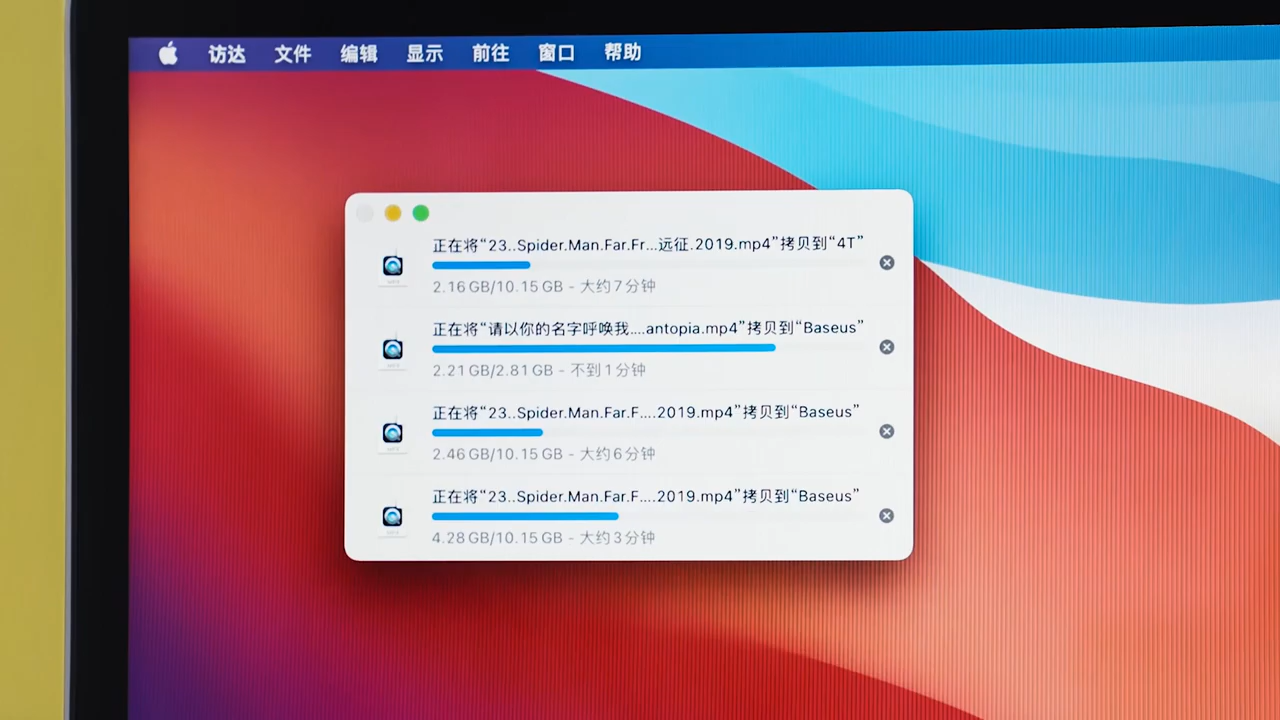 访达 文件 编辑 显示 前往 窗口 帮助
正在将“23..Spider.Man.Far.Fr...远征.2019.mp4”拷贝到“4T”
2.16 GB/10.15 GB - 大约 7 分钟
正在将“请以你的名字呼唤我....antopia.mp4”拷贝到“Baseus”
2.21 GB/2.81 GB - 不到 1 分钟
正在将“23..Spider.Man.Far.F....2019.mp4”拷贝到“Baseus”
2.46 GB/10.15 GB - 大约 6 分钟
正在将“23..Spider.Man.Far.F....2019.mp4”拷贝到“Baseus”
4.28 GB/10.15 GB - 大约 3 分钟